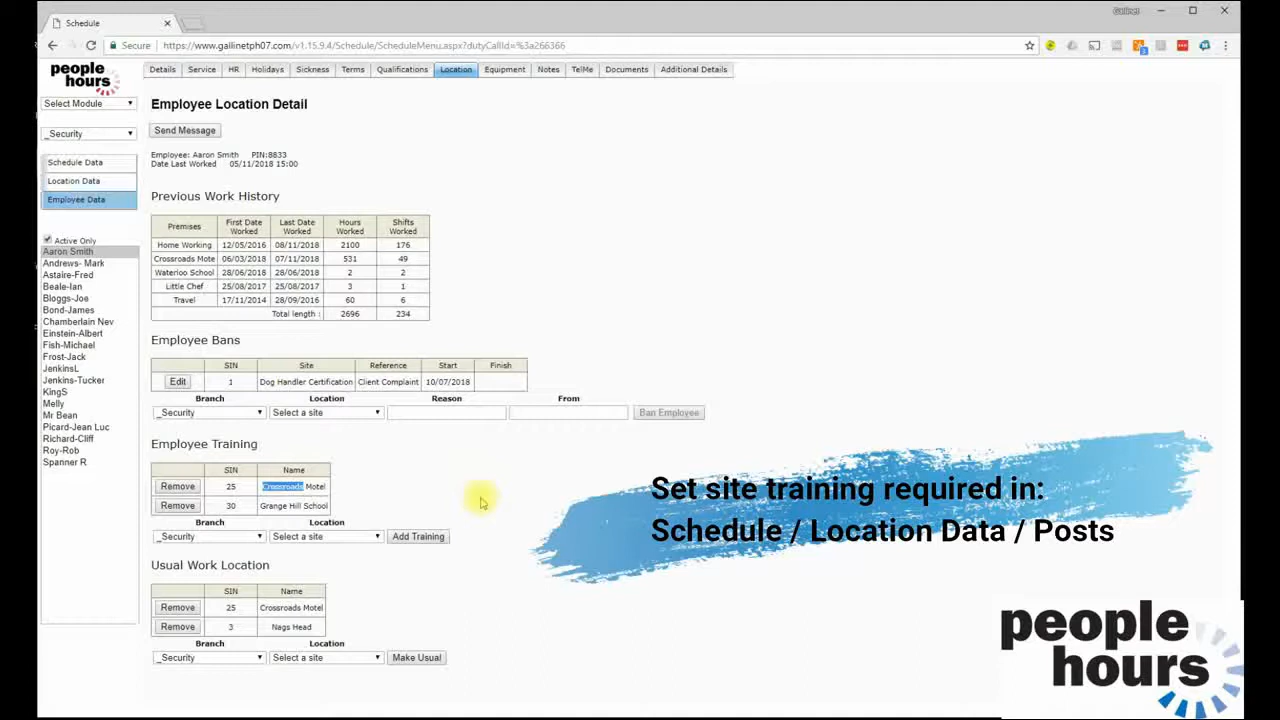 Schedule
Gallinet
Secure https://www.gallinetph07.com/v1.15.9.4/Schedule/ScheduleMenu.aspx?dutyCallId=%3a266366
people hours
Details Service HR Holidays Sickness Terms Qualifications Location Equipment Notes TelMe Documents Additional Details
Select Module
_Security
Schedule Data
Location Data
Employee Data
Active Only
Aaron Smith
Andrews- Mark
Astaire-Fred
Beale-Ian
Bloggs-Joe
Bond-James
Chamberlain Nev
Einstein-Albert
Fish-Michael
Frost-Jack
JenkinsL
Jenkins-Tucker
KingS
Melly
Mr Bean
Picard-Jean Luc
Richard-Cliff
Roy-Rob
Spanner R
Employee Location Detail
Send Message
Employee: Aaron Smith PIN:8833
Date Last Worked 05/11/2018 15:00
Previous Work History
Premises First Date Worked Last Date Worked Hours Worked Shifts Worked
Home Working 12/05/2016 08/11/2018 2100 176
Crossroads Mote 06/03/2018 07/11/2018 531 49
Waterloo School 28/06/2018 28/06/2018 2 2
Little Chef 25/08/2017 25/08/2017 3 1
Travel 17/11/2014 28/09/2016 60 6
Total length : 2696 234
Employee Bans
SIN Site Reference Start Finish
Edit 1 Dog Handler Certification Client Complaint 10/07/2018
Branch Location Reason From
_Security Select a site Ban Employee
Employee Training
SIN Name
Remove 25 Crossroads Motel
Remove 30 Grange Hill School
Branch Location
_Security Select a site Add Training
Usual Work Location
SIN Name
Remove 25 Crossroads Motel
Remove 3 Nags Head
Branch Location
_Security Select a site Make Usual
Set site training required in:
Schedule / Location Data / Posts
people
hours